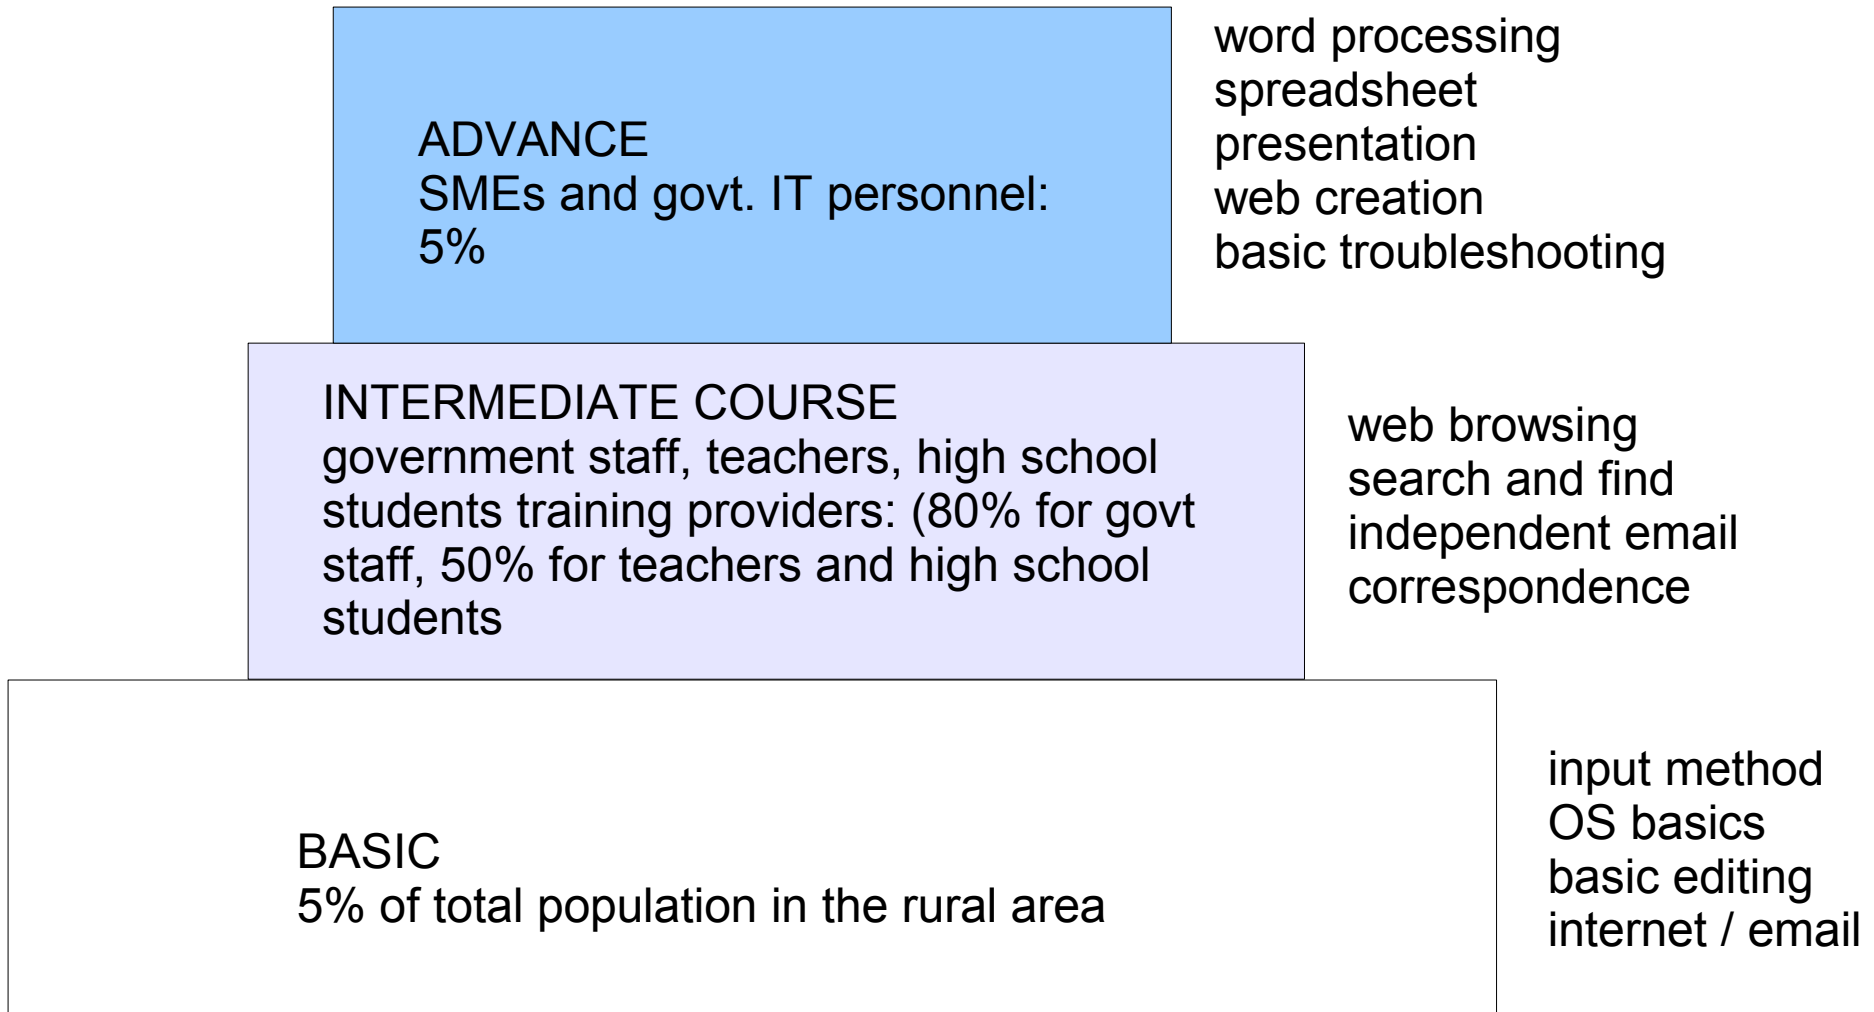 ADVANCE
SMEs and govt. IT personnel:
5%
word processing
spreadsheet
presentation
web creation
basic troubleshooting
INTERMEDIATE COURSE
government staff, teachers, high school
students training providers: (80% for govt
staff, 50% for teachers and high school
students
web browsing
search and find
independent email
correspondence
BASIC
5% of total population in the rural area
input method
OS basics
basic editing
internet / email